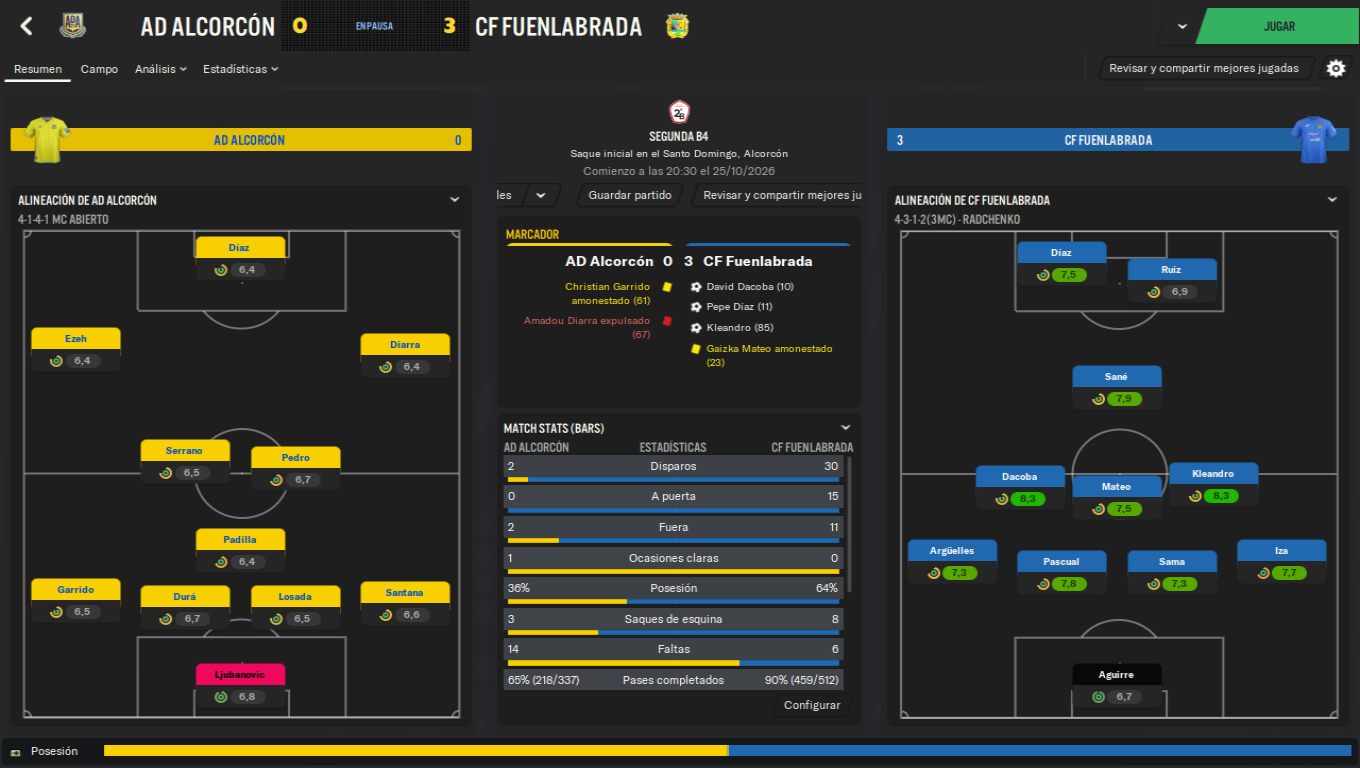 AD ALCORCÓN
0
EN PAUSA
3
CF FUENLABRADA
JUGAR
Resumen
Campo
Análisis
Estadísticas
Revisar y compartir mejores jugadas
AD ALCORCÓN
0
ALINEACIÓN DE AD ALCORCÓN
4-1-4-1 MC ABIERTO
Díaz
6,4
Ezeh
6,4
Diarra
6,4
Serrano
6,5
Pedro
6,7
Padilla
6,4
Garrido
6,5
Durá
6,7
Losada
6,5
Santana
6,6
Ljubanovic
6,8
2ªB
SEGUNDA B4
Saque inicial en el Santo Domingo, Alcorcón
Comienzo a las 20:30 el 25/10/2026
les
Guardar partido
Revisar y compartir mejores ju
MARCADOR
AD Alcorcón 0 3 CF Fuenlabrada
Christian Garrido
amonestado (61)
Amadou Diarra expulsado
(67)
David Dacoba (10)
Pepe Díaz (11)
Kleandro (85)
Gaizka Mateo amonestado
(23)
MATCH STATS (BARS)
AD ALCORCÓN ESTADÍSTICAS CF FUENLABRADA
2 Disparos 30
0 A puerta 15
2 Fuera 11
1 Ocasiones claras 0
36% Posesión 64%
3 Saques de esquina 8
14 Faltas 6
65% (218/337) Pases completados 90% (459/512)
Configurar
3
CF FUENLABRADA
ALINEACIÓN DE CF FUENLABRADA
4-3-1-2 (3MC) - RADCHENKO
Díaz
7,5
Ruiz
6,9
Sané
7,9
Dacoba
8,3
Mateo
7,5
Kleandro
8,3
Argüelles
7,3
Pascual
7,8
Sama
7,3
Iza
7,7
Aguirre
6,7
Posesión